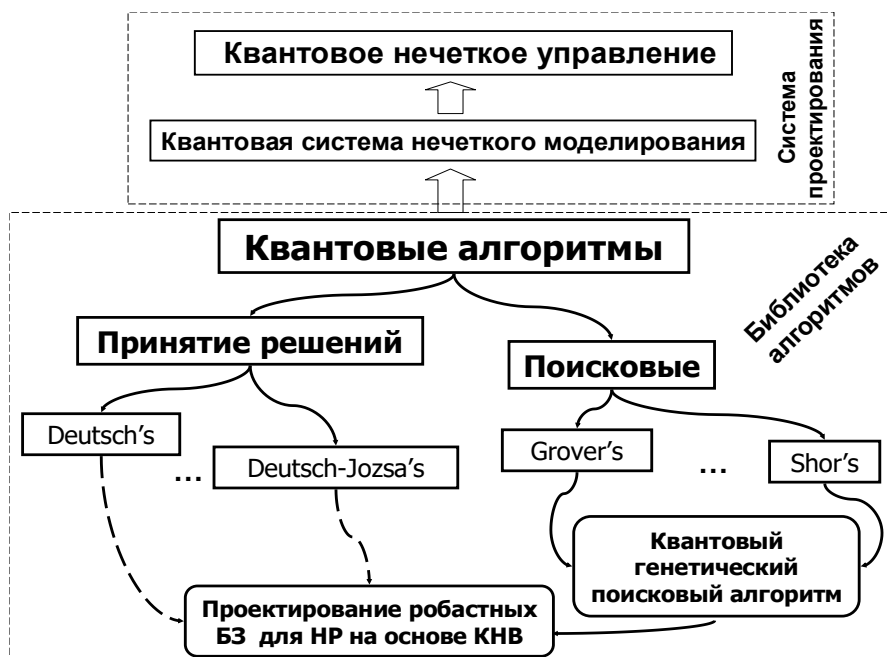 Квантовое нечеткое управление
Квантовая система нечеткого моделирования
Система
проектирования
Квантовые алгоритмы
Библиотека
алгоритмов
Принятие решений
Поисковые
Deutsch’s
...
Deutsch-Jozsa’s
Grover’s
...
Shor’s
Квантовый
генетический
поисковый алгоритм
Проектирование робастных
БЗ для НР на основе КНВ